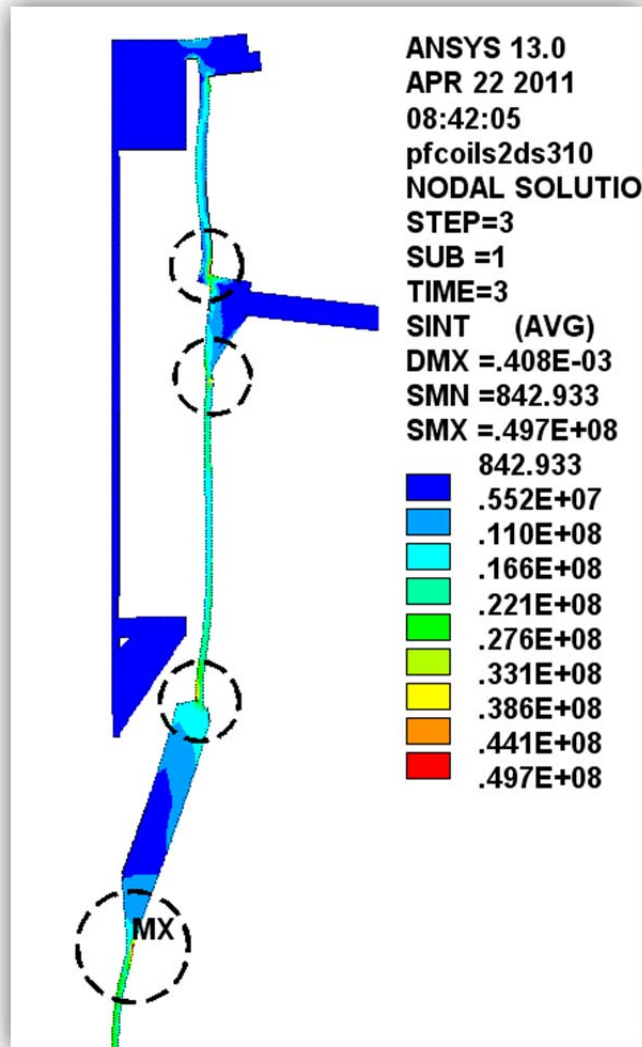 ANSYS 13.0
APR 22 2011
08:42:05
pfcoils2ds310
NODAL SOLUTIO
STEP=3
SUB =1
TIME=3
SINT (AVG)
DMX =.408E-03
SMN =842.933
SMX =.497E+08
842.933
.552E+07
.110E+08
.166E+08
.221E+08
.276E+08
.331E+08
.386E+08
.441E+08
.497E+08
MX